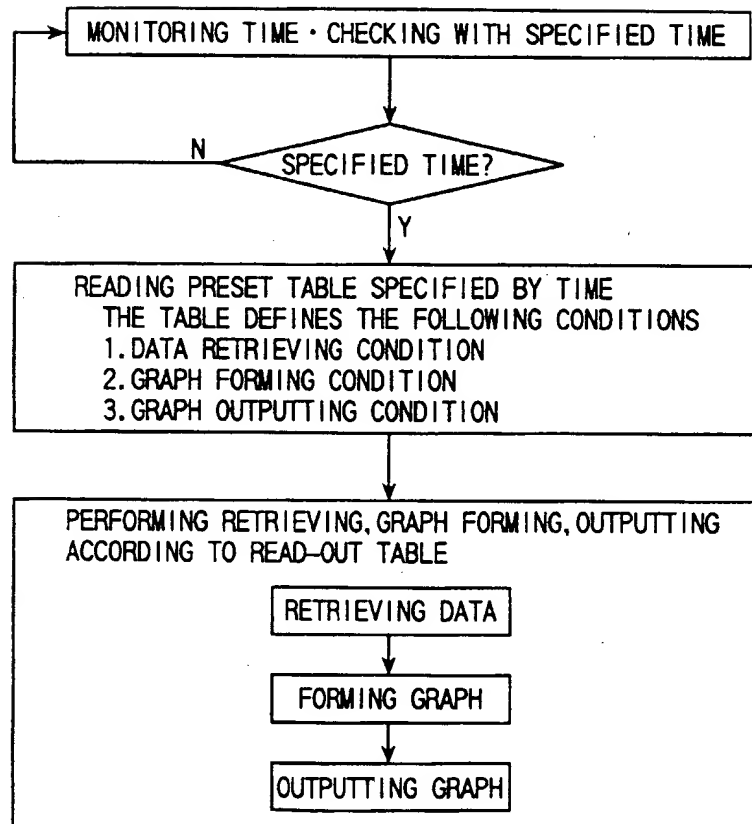 MONITORING TIME・CHECKING WITH SPECIFIED TIME
N
SPECIFIED TIME?
Y
READING PRESET TABLE SPECIFIED BY TIME
THE TABLE DEFINES THE FOLLOWING CONDITIONS
1.DATA RETRIEVING CONDITION
2.GRAPH FORMING CONDITION
3.GRAPH OUTPUTTING CONDITION
PERFORMING RETRIEVING,GRAPH FORMING,OUTPUTTING
ACCORDING TO READ-OUT TABLE
RETRIEVING DATA
FORMING GRAPH
OUTPUTTING GRAPH